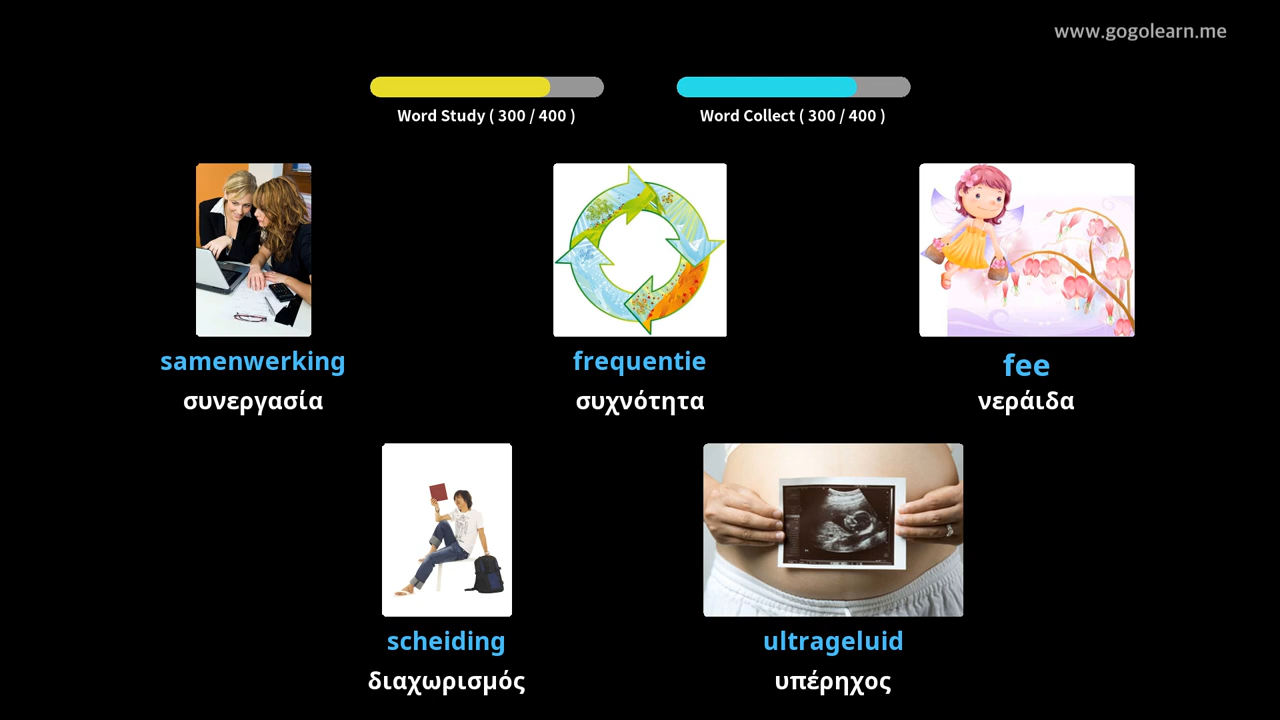 www.gogolearn.me
Word Study ( 300 / 400 )
Word Collect ( 300 / 400 )
samenwerking
συνεργασία
frequentie
συχνότητα
fee
νεράιδα
scheiding
διαχωρισμός
ultrageluid
υπέρηχος